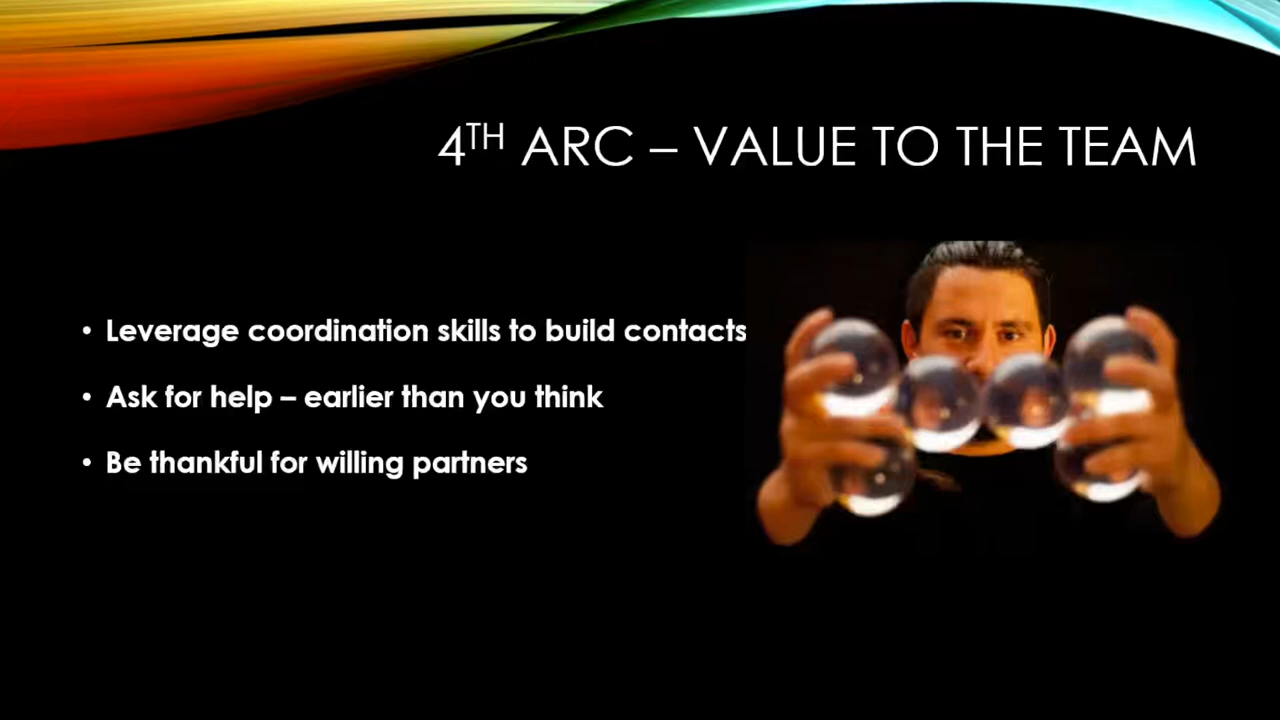 4TH ARC – VALUE TO THE TEAM
• Leverage coordination skills to build contacts
• Ask for help – earlier than you think
• Be thankful for willing partners